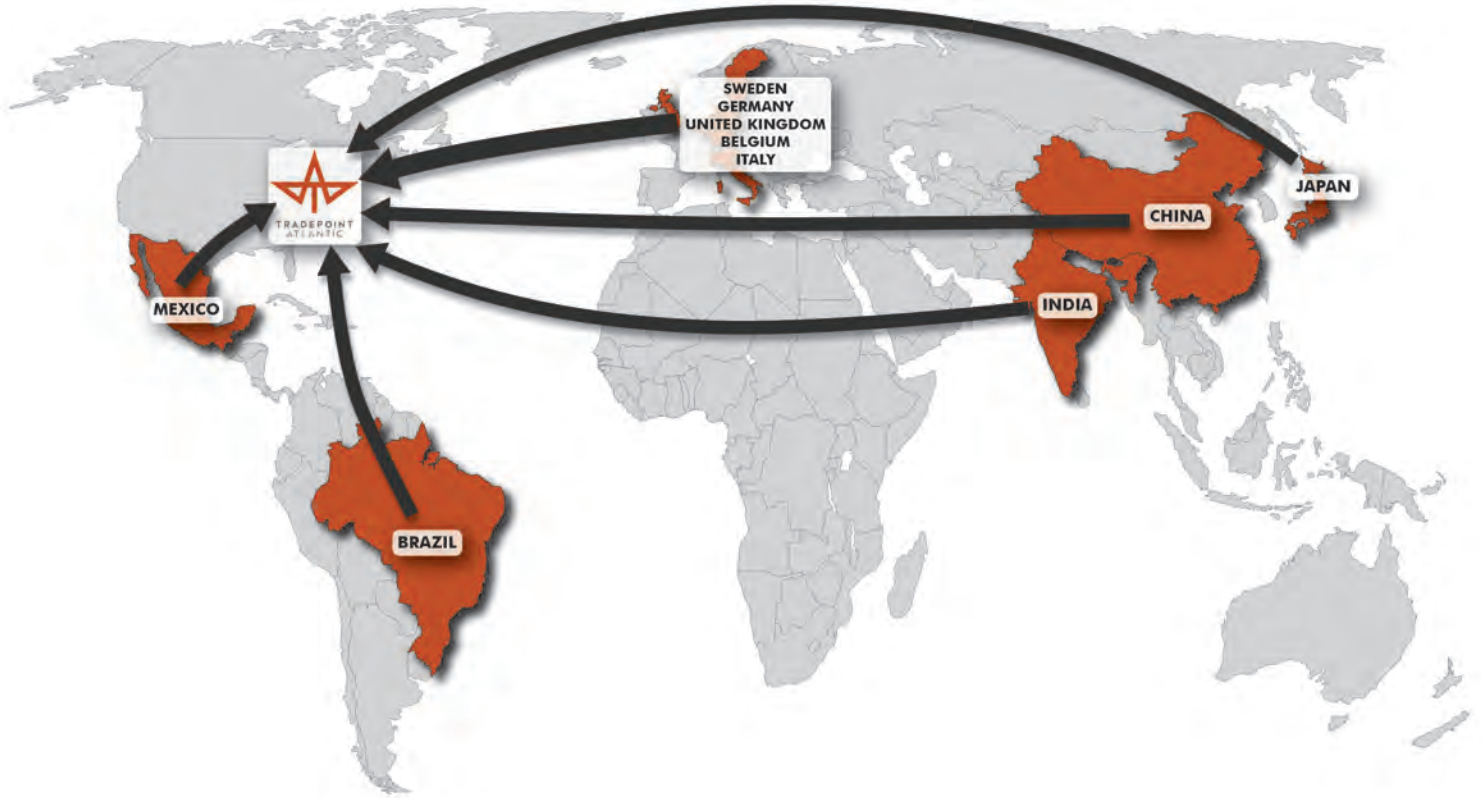 SWEDEN
GERMANY
UNITED KINGDOM
BELGIUM
ITALY
JAPAN
CHINA
TRADEPOINT
ATLANTIC
MEXICO
INDIA
BRAZIL